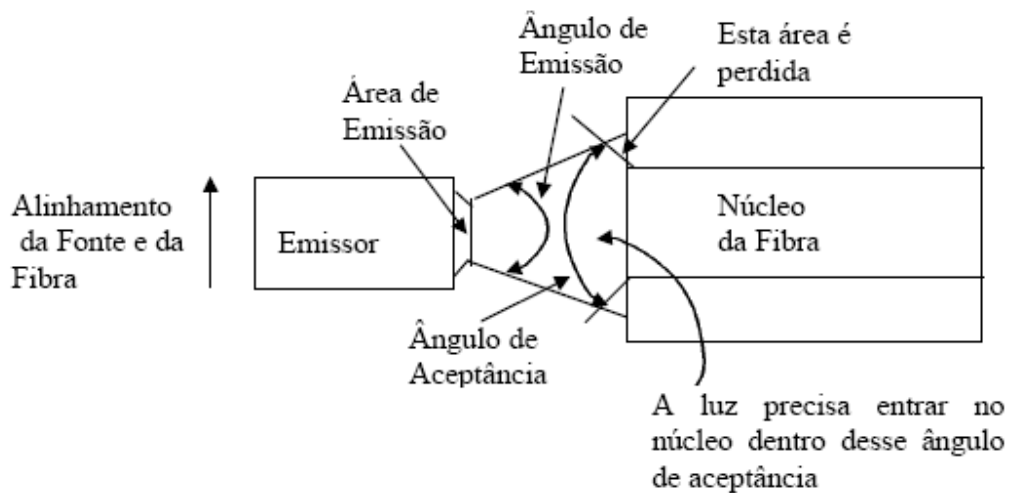 Ângulo de
Emissão
Esta área é
perdida
Área de
Emissão
Alinhamento
da Fonte e da
Fibra
Emissor
Núcleo
da Fibra
Ângulo de
Aceptância
A luz precisa entrar no
núcleo dentro desse ângulo
de aceptância